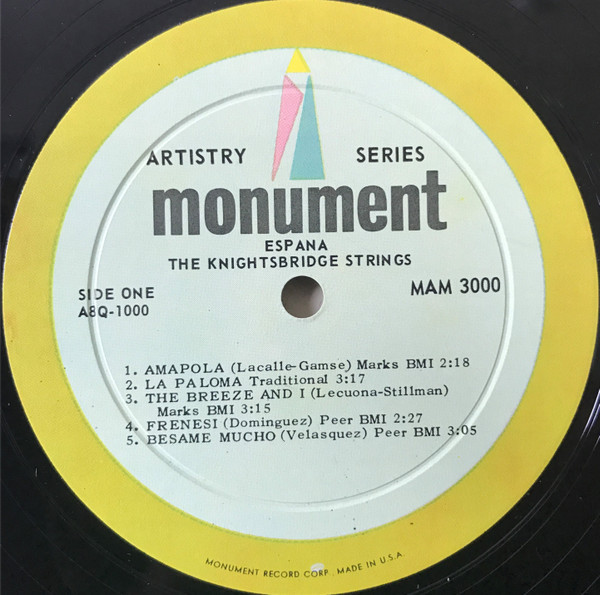 ARTISTRY SERIES
monument
ESPANA
THE KNIGHTSBRIDGE STRINGS
SIDE ONE
A8Q-1000
MAM 3000
1. AMAPOLA (Lacalle-Gamse) Marks BMI 2:18
2. LA PALOMA Traditional 3:17
3. THE BREEZE AND I (Lecuona-Stillman)
Marks BMI 3:15
4. FRENESI (Dominguez) Peer BMI 2:27
5. BESAME MUCHO (Velasquez) Peer BMI 3:05
MONUMENT RECORD CORP. MADE IN U.S.A.